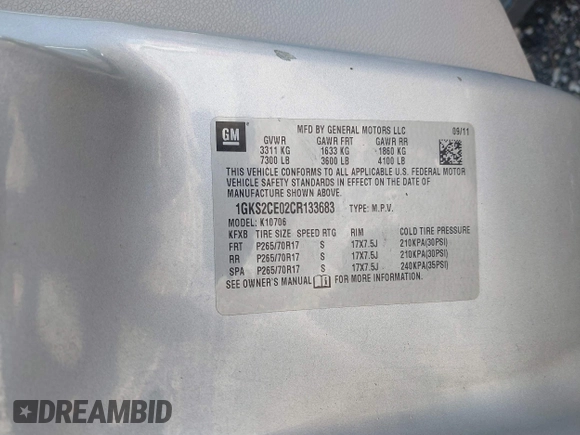 GM
MFD BY GENERAL MOTORS LLC 09/11
GVWR GAWR FRT GAWR RR
3311 KG 1633 KG 1860 KG
7300 LB 3600 LB 4100 LB
THIS VEHICLE CONFORMS TO ALL APPLICABLE U.S. FEDERAL MOTOR
VEHICLE SAFETY STANDARDS IN EFFECT ON THE DATE OF
MANUFACTURE SHOWN ABOVE.
1GKS2CE02CR133683 TYPE: M.P.V.
MODEL: K10706
KFXB TIRE SIZE SPEED RTG RIM COLD TIRE PRESSURE
FRT P265/70R17 S 17X7.5J 210KPA(30PSI)
RR P265/70R17 S 17X7.5J 210KPA(30PSI)
SPA P265/70R17 S 17X7.5J 240KPA(35PSI)
SEE OWNER'S MANUAL FOR MORE INFORMATION.
DREAMBID